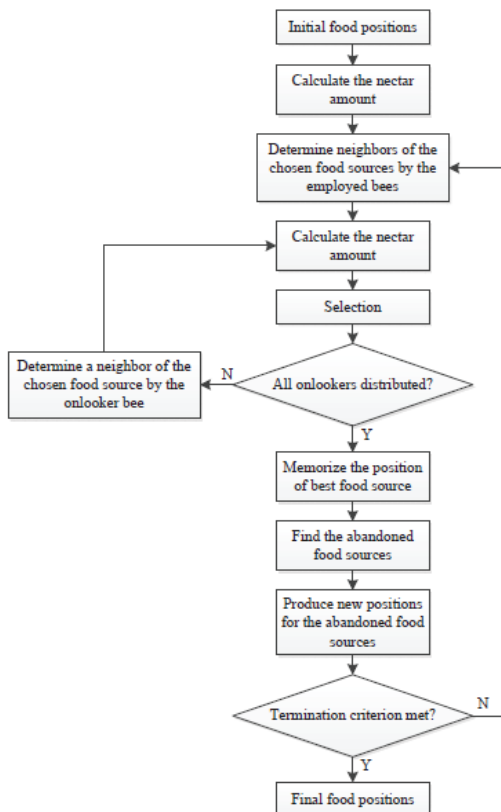 Initial food positions
Calculate the nectar
amount
Determine neighbors of the
chosen food sources by the
employed bees
Calculate the nectar
amount
Selection
Determine a neighbor of the
chosen food source by the
onlooker bee
N
All onlookers distributed?
Y
Memorize the position
of best food source
Find the abandoned
food sources
Produce new positions
for the abandoned food
sources
Termination criterion met?
N
Y
Final food positions